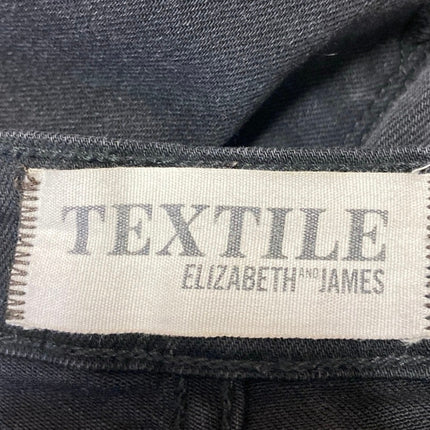 TEXTILE
ELIZABETH AND JAMES